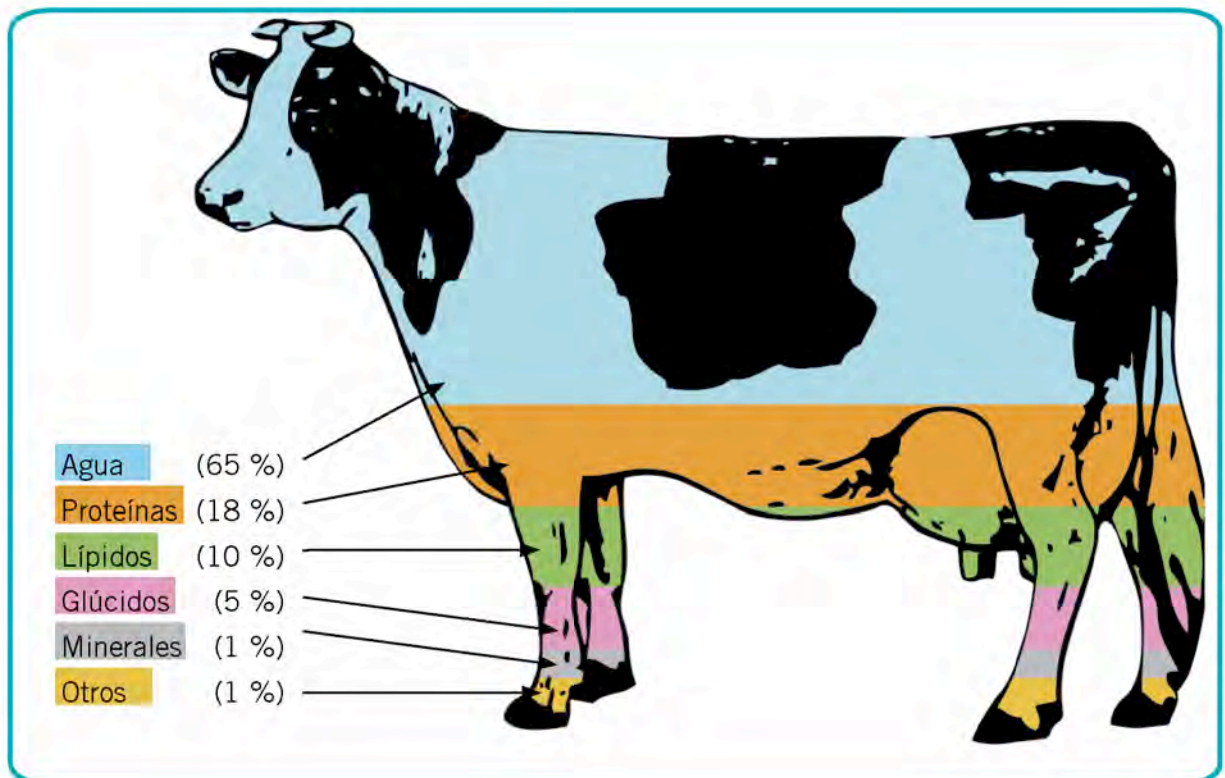 Agua (65 %)
Proteínas (18 %)
Lípidos (10 %)
Glúcidos (5 %)
Minerales (1 %)
Otros (1 %)